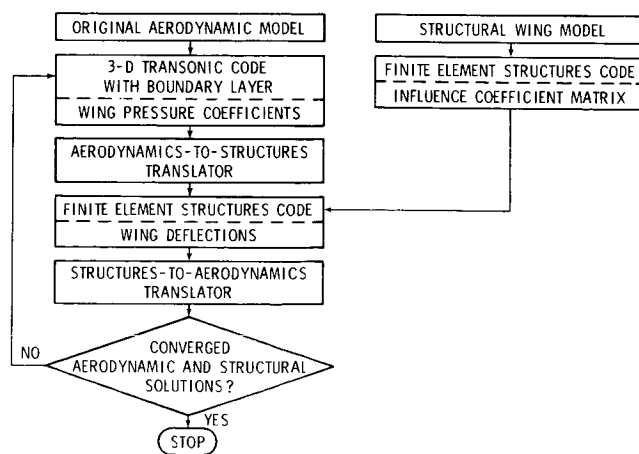 ORIGINAL AERODYNAMIC MODEL
3-D TRANSONIC CODE
WITH BOUNDARY LAYER
WING PRESSURE COEFFICIENTS
AERODYNAMICS-TO-STRUCTURES
TRANSLATOR
FINITE ELEMENT STRUCTURES CODE
WING DEFLECTIONS
STRUCTURES-TO-AERODYNAMICS
TRANSLATOR
NO
CONVERGED
AERODYNAMIC AND STRUCTURAL
SOLUTIONS?
YES
STOP
STRUCTURAL WING MODEL
FINITE ELEMENT STRUCTURES CODE
INFLUENCE COEFFICIENT MATRIX